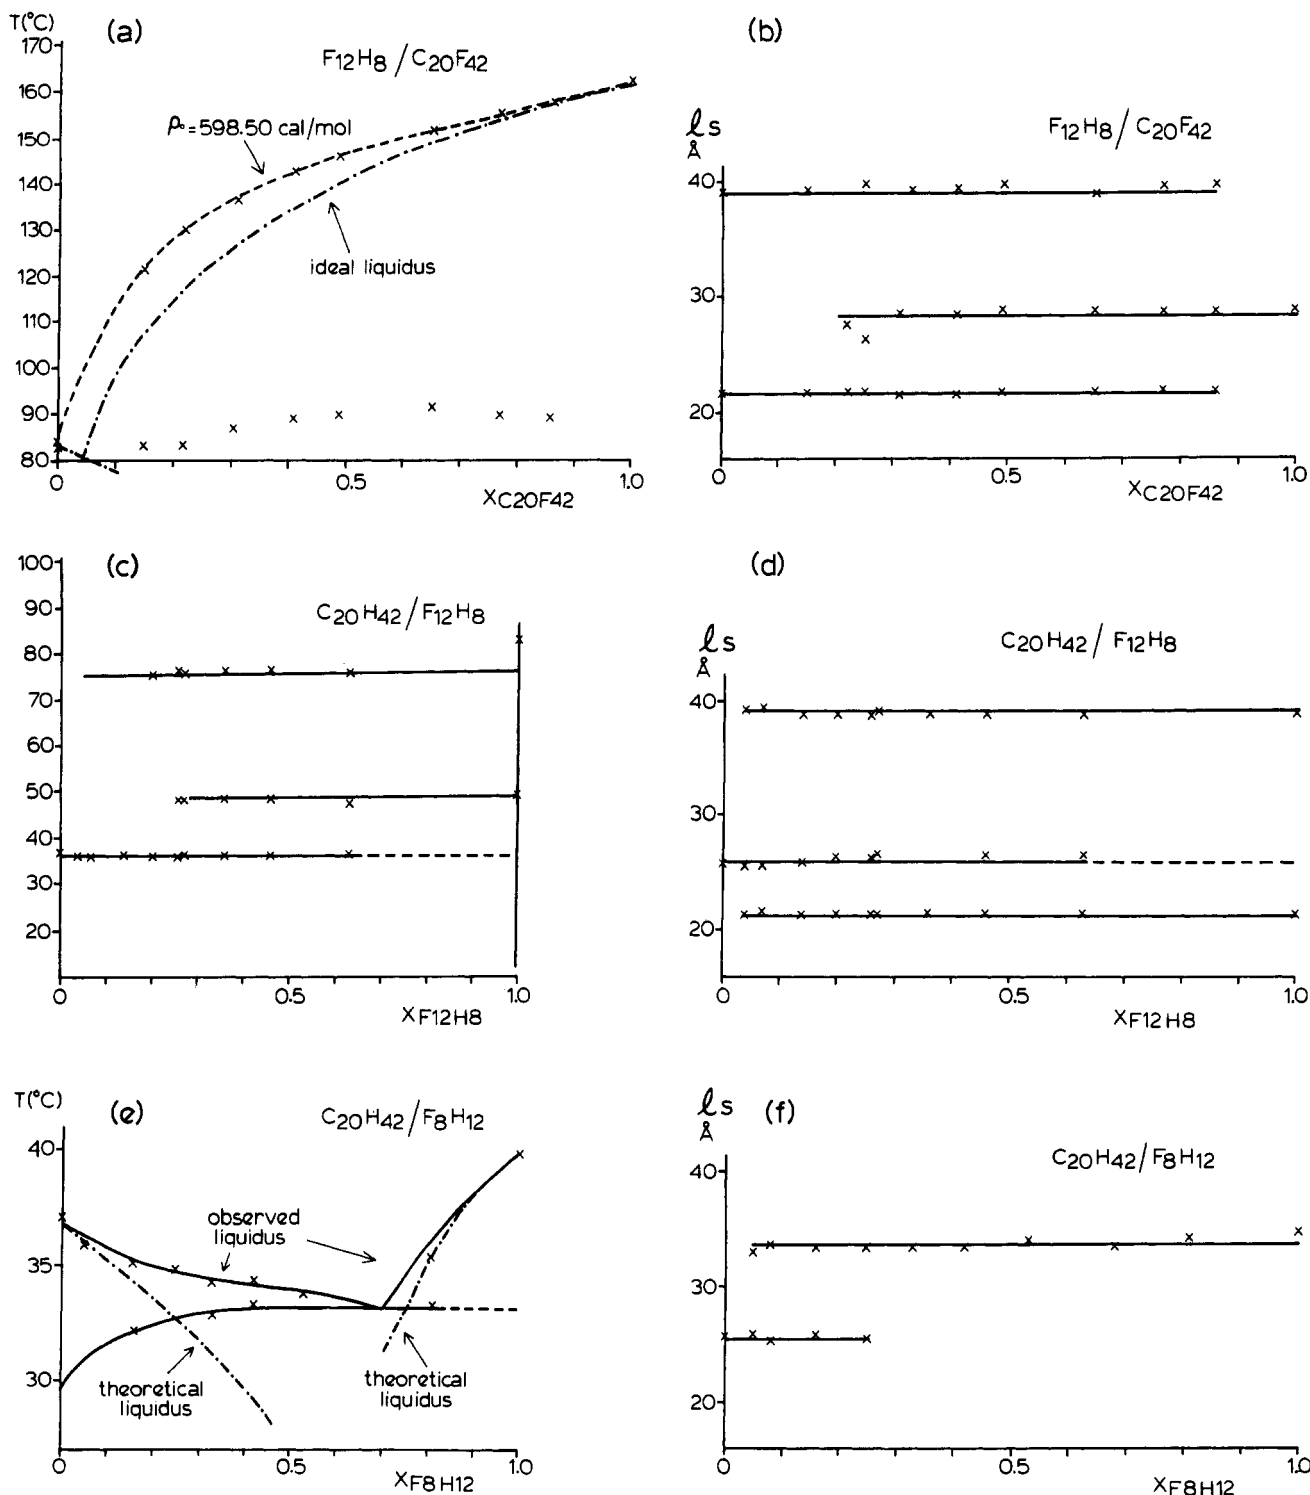 T(°C)
(a)
F12H8 / C20F42
170
160
150
140
130
120
110
100
90
80
ρ₀=598.50 cal/mol
ideal liquidus
0
0.5
1.0
XC20F42
(b)
F12H8 / C20F42
ℓs
Å
40
30
20
0
0.5
1.0
XC20F42
(c)
C20H42 / F12H8
100
90
80
70
60
50
40
30
20
0
0.5
1.0
XF12H8
(d)
C20H42 / F12H8
ℓs
Å
40
30
20
0
0.5
1.0
XF12H8
T(°C)
(e)
C20H42 / F8H12
40
35
30
observed
liquidus
theoretical
liquidus
theoretical
liquidus
0
0.5
1.0
XF8H12
ℓs
Å
(f)
C20H42 / F8H12
40
30
20
0
0.5
1.0
XF8H12